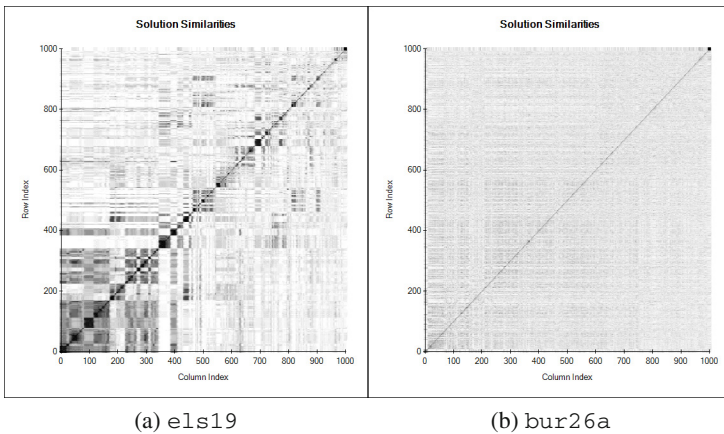 Solution Similarities
1000
800
600
400
200
0
Row Index
0 100 200 300 400 500 600 700 800 900 1000
Column Index
(a) els19
Solution Similarities
1000
800
600
400
200
0
Row Index
0 100 200 300 400 500 600 700 800 900 1000
Column Index
(b) bur26a